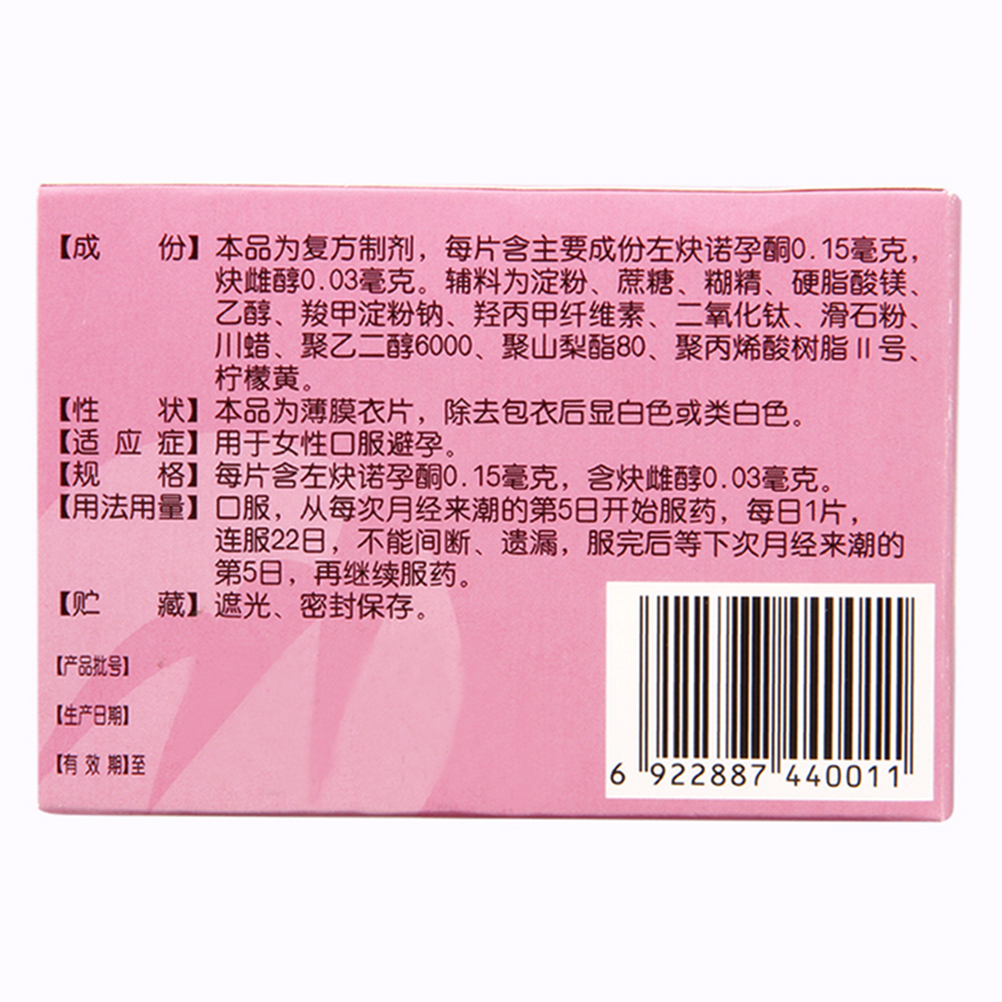 【成 份】本品为复方制剂，每片含主要成份左炔诺孕酮0.15毫克，
炔雌醇0.03毫克。辅料为淀粉、蔗糖、糊精、硬脂酸镁、
乙醇、羧甲淀粉钠、羟丙甲纤维素、二氧化钛、滑石粉、
川蜡、聚乙二醇6000、聚山梨酯80、聚丙烯酸树脂Ⅱ号、
柠檬黄。
【性 状】本品为薄膜衣片，除去包衣后显白色或类白色。
【适应症】用于女性口服避孕。
【规 格】每片含左炔诺孕酮0.15毫克，含炔雌醇0.03毫克。
【用法用量】口服，从每次月经来潮的第5日开始服药，每日1片，
连服22日，不能间断、遗漏，服完后等下次月经来潮的
第5日，再继续服药。
【贮 藏】遮光、密封保存。
【产品批号】
【生产日期】
【有效期】至
6 922887 440011